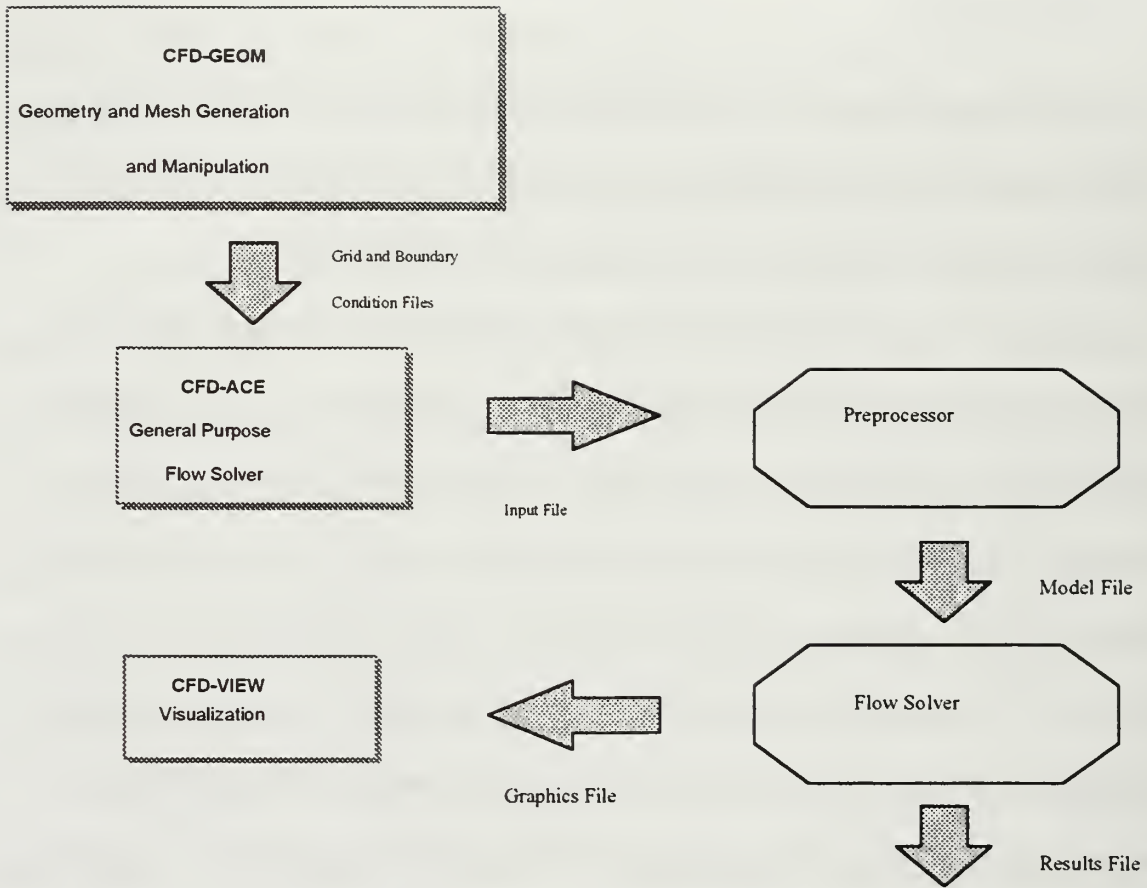 CFD-GEOM
Geometry and Mesh Generation
and Manipulation
Grid and Boundary
Condition Files
CFD-ACE
General Purpose
Flow Solver
Input File
Preprocessor
Model File
CFD-VIEW
Visualization
Flow Solver
Graphics File
Results File